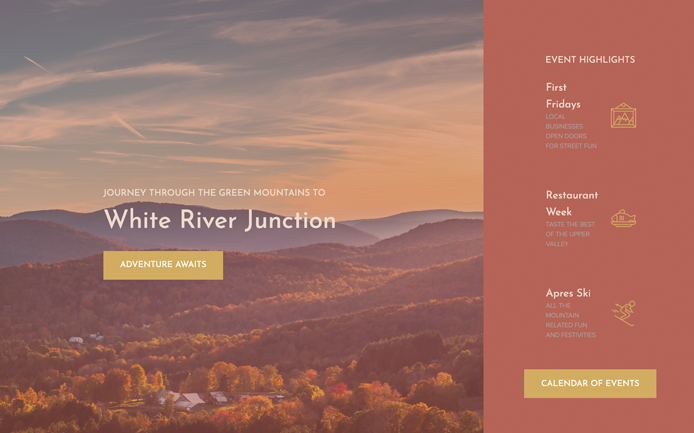 JOURNEY THROUGH THE GREEN MOUNTAINS TO
White River Junction
ADVENTURE AWAITS
EVENT HIGHLIGHTS
First
Fridays
LOCAL
BUSINESSES
OPEN DOORS
FOR STREET FUN
Restaurant
Week
TASTE THE BEST
OF THE UPPER
VALLEY
Apres Ski
ALL THE
MOUNTAIN
RELATED FUN
AND FESTIVITIES
CALENDAR OF EVENTS